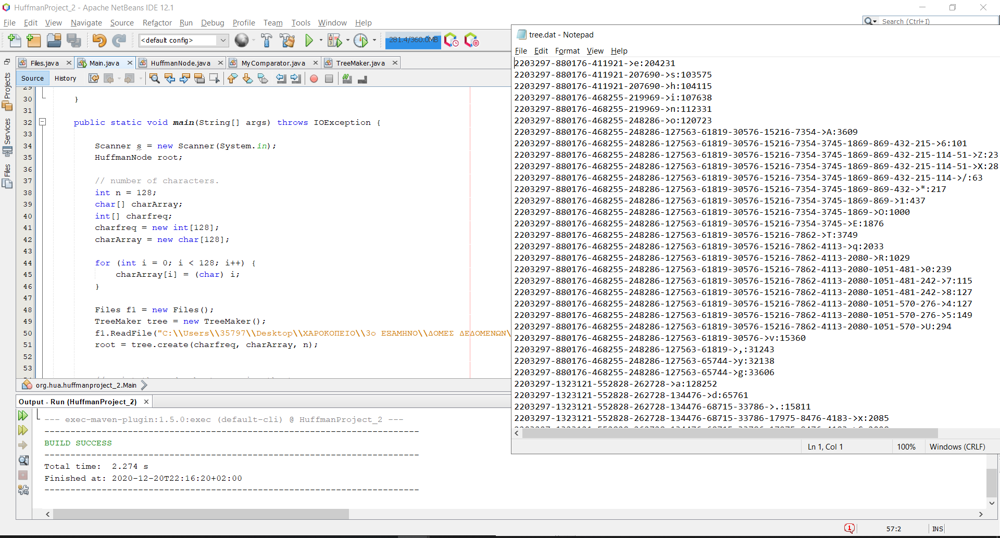 HuffmanProject_2 - Apache NetBeans IDE 12.1
File Edit View Navigate Source Refactor Run Debug Profile Team Tools Window Help
Search (Ctrl+I)
<default config>
281.4/360.0MB
Files.java
Main.java
HuffmanNode.java
MyComparator.java
TreeMaker.java
Source History
Projects
Services
Files
29
30 }
31
32 public static void main(String[] args) throws IOException {
33
34 Scanner s = new Scanner(System.in);
35 HuffmanNode root;
36
37 // number of characters.
38 int n = 128;
39 char[] charArray;
40 int[] charfreq;
41 charfreq = new int[128];
42 charArray = new char[128];
43
44 for (int i = 0; i < 128; i++) {
45 charArray[i] = (char) i;
46 }
47
48 Files f1 = new Files();
49 TreeMaker tree = new TreeMaker();
50 f1.ReadFile("C:\\Users\\35797\\Desktop\\ΧΑΡΟΚΟΠΕΙΟ\\3ο ΕΞΑΜΗΝΟ\\ΔΟΜΕΣ ΔΕΔΟΜΕΝΩΝ\
51 root = tree.create(charfreq, charArray, n);
52
53
org.hua.huffmanproject_2.Main
Output - Run (HuffmanProject_2)
--- exec-maven-plugin:1.5.0:exec (default-cli) @ HuffmanProject_2 ---
------------------------------------------------------------------------
BUILD SUCCESS
------------------------------------------------------------------------
Total time:  2.274 s
Finished at: 2020-12-20T22:16:20+02:00
------------------------------------------------------------------------
tree.dat - Notepad
File Edit Format View Help
2203297-880176-411921->e:204231
2203297-880176-411921-207690->s:103575
2203297-880176-411921-207690->h:104115
2203297-880176-468255-219969->i:107638
2203297-880176-468255-219969->n:112331
2203297-880176-468255-248286->o:120723
2203297-880176-468255-248286-127563-61819-30576-15216-7354->A:3609
2203297-880176-468255-248286-127563-61819-30576-15216-7354-3745-1869-869-432-215->6:101
2203297-880176-468255-248286-127563-61819-30576-15216-7354-3745-1869-869-432-215-114-51->Z:23
2203297-880176-468255-248286-127563-61819-30576-15216-7354-3745-1869-869-432-215-114-51->X:28
2203297-880176-468255-248286-127563-61819-30576-15216-7354-3745-1869-869-432-215-114->/:63
2203297-880176-468255-248286-127563-61819-30576-15216-7354-3745-1869-869-432->*:217
2203297-880176-468255-248286-127563-61819-30576-15216-7354-3745-1869-869->1:437
2203297-880176-468255-248286-127563-61819-30576-15216-7354-3745-1869->O:1000
2203297-880176-468255-248286-127563-61819-30576-15216-7354-3745->E:1876
2203297-880176-468255-248286-127563-61819-30576-15216-7862->T:3749
2203297-880176-468255-248286-127563-61819-30576-15216-7862-4113->q:2033
2203297-880176-468255-248286-127563-61819-30576-15216-7862-4113-2080->R:1029
2203297-880176-468255-248286-127563-61819-30576-15216-7862-4113-2080-1051-481->0:239
2203297-880176-468255-248286-127563-61819-30576-15216-7862-4113-2080-1051-481-242->7:115
2203297-880176-468255-248286-127563-61819-30576-15216-7862-4113-2080-1051-481-242->8:127
2203297-880176-468255-248286-127563-61819-30576-15216-7862-4113-2080-1051-570-276->4:127
2203297-880176-468255-248286-127563-61819-30576-15216-7862-4113-2080-1051-570-276->5:149
2203297-880176-468255-248286-127563-61819-30576-15216-7862-4113-2080-1051-570->U:294
2203297-880176-468255-248286-127563-61819-30576->v:15360
2203297-880176-468255-248286-127563-61819->,:31243
2203297-880176-468255-248286-127563-65744->y:32138
2203297-880176-468255-248286-127563-65744->g:33606
2203297-1323121-552828-262728->a:128252
2203297-1323121-552828-262728-134476->d:65761
2203297-1323121-552828-262728-134476-68715-33786->.:15811
2203297-1323121-552828-262728-134476-68715-33786-17975-8476-4183->x:2085
Ln 1, Col 1
100%
Windows (CRLF)
1
57:2
INS